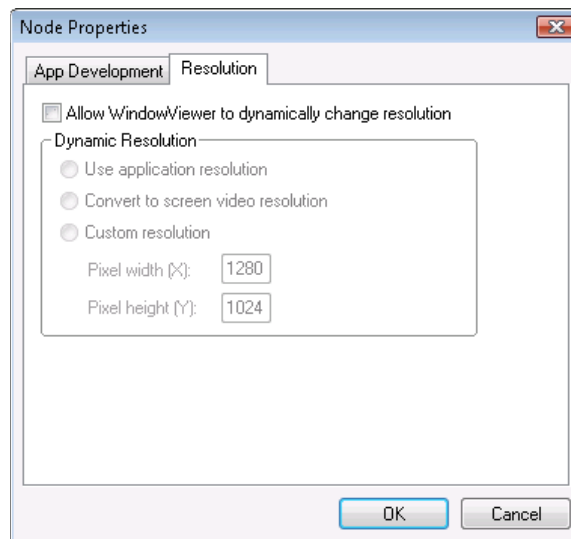 Node Properties
App Development
Resolution
Allow WindowViewer to dynamically change resolution
Dynamic Resolution
Use application resolution
Convert to screen video resolution
Custom resolution
Pixel width (X): 1280
Pixel height (Y): 1024
OK
Cancel